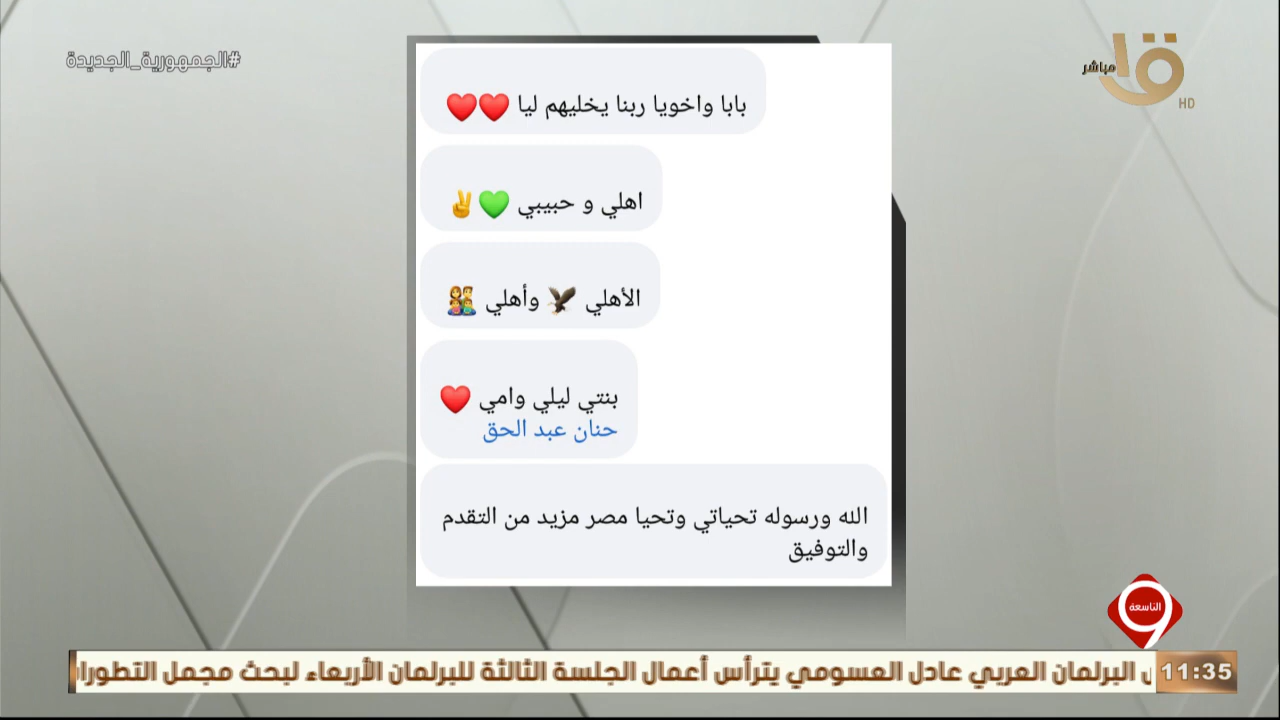 #الجمهورية_الجديدة
مباشر
HD
بابا واخويا ربنا يخليهم ليا ❤️❤️
اهلي و حبيبي 💚✌️
الأهلي 🦅 وأهلي 👨‍👩‍👧‍👦
بنتي ليلي وامي ❤️
حنان عبد الحق
الله ورسوله تحياتي وتحيا مصر مزيد من التقدم
والتوفيق
التاسعة
9
11:35
البرلمان العربي عادل العسومي يترأس أعمال الجلسة الثالثة للبرلمان الأربعاء لبحث مجمل